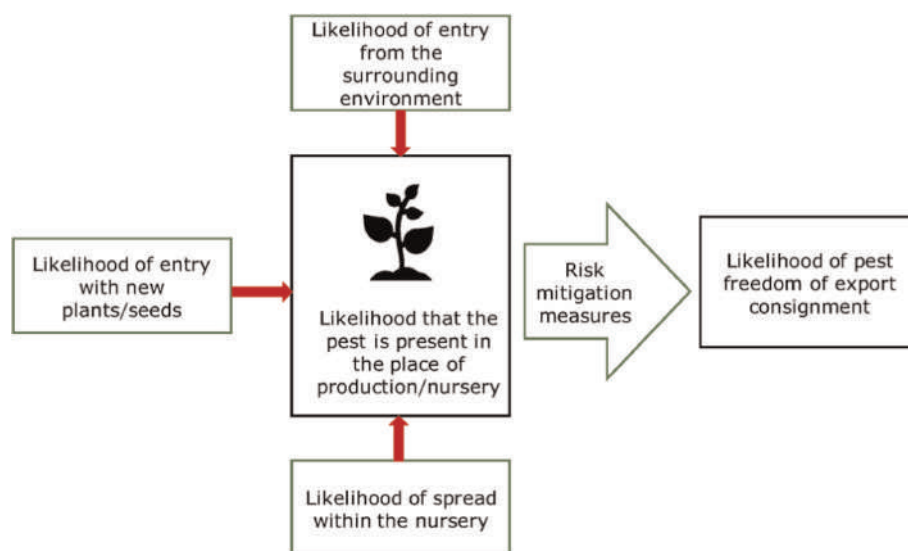 Likelihood of entry
from the
surrounding
environment
Likelihood of entry
with new
plants/seeds
Likelihood that the
pest is present in
the place of
production/nursery
Risk
mitigation
measures
Likelihood of pest
freedom of export
consignment
Likelihood of spread
within the nursery